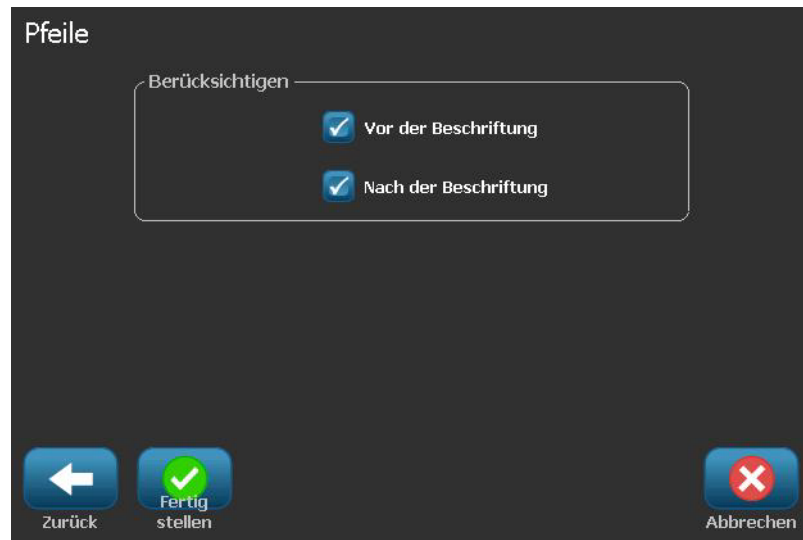 Pfeile
Berücksichtigen
Vor der Beschriftung
Nach der Beschriftung
Zurück
Fertig
stellen
Abbrechen